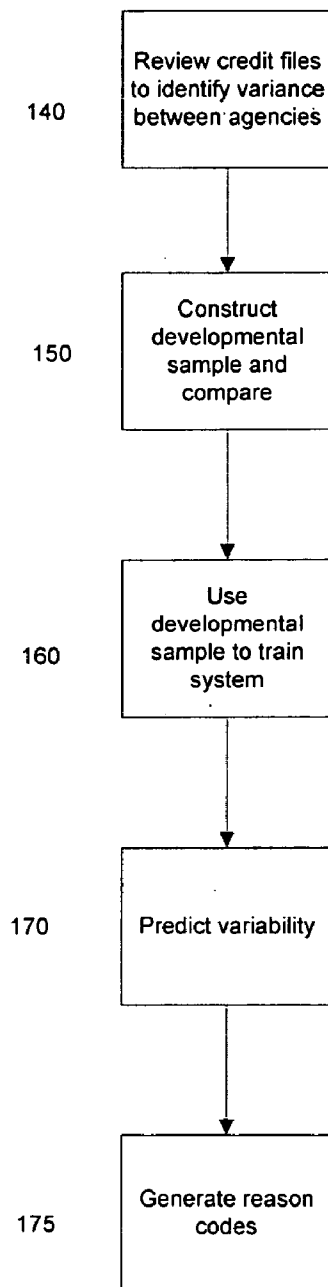 140
Review credit files
to identify variance
between agencies
150
Construct
developmental
sample and
compare
160
Use
developmental
sample to train
system
170
Predict variability
175
Generate reason
codes